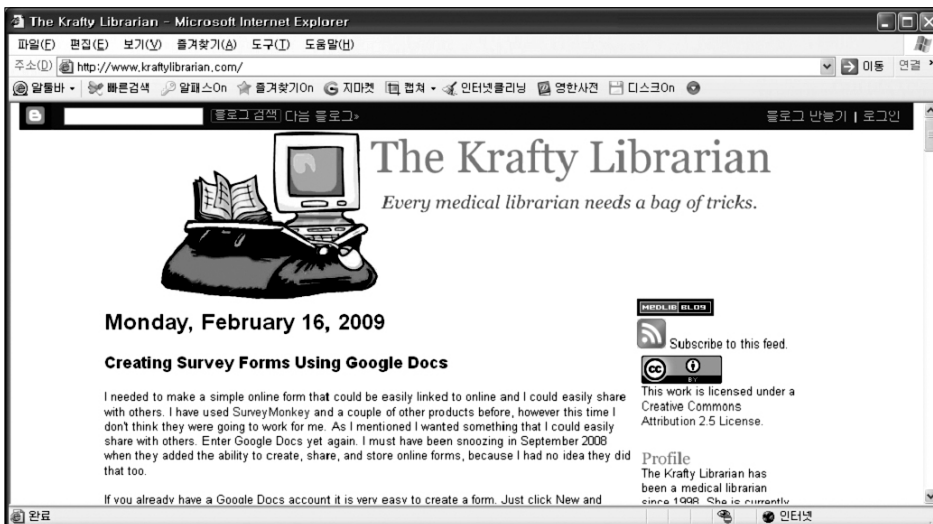 The Krafty Librarian - Microsoft Internet Explorer
파일(F) 편집(E) 보기(V) 즐겨찾기(A) 도구(T) 도움말(H)
주소(D) http://www.kraftylibrarian.com/ 이동 연결 »
알툴바 빠른검색 알패스On 즐겨찾기On 지마켓 캡쳐 인터넷클리닝 영한사전 디스크On
블로그 검색 다음 블로그» 블로그 만들기 | 로그인
The Krafty Librarian
Every medical librarian needs a bag of tricks.
Monday, February 16, 2009
Creating Survey Forms Using Google Docs
I needed to make a simple online form that could be easily linked to online and I could easily share
with others. I have used SurveyMonkey and a couple of other products before, however this time I
don't think they were going to work for me. As I mentioned I wanted something that I could easily
share with others. Enter Google Docs yet again. I must have been snoozing in September 2008
when they added the ability to create, share, and store online forms, because I had no idea they did
that too.
If you already have a Google Docs account it is very easy to create a form. Just click New and
MEDLIB BLOG
Subscribe to this feed.
cc
BY
This work is licensed under a
Creative Commons
Attribution 2.5 License.
Profile
The Krafty Librarian has
been a medical librarian
since 1998. She is currently
완료 인터넷